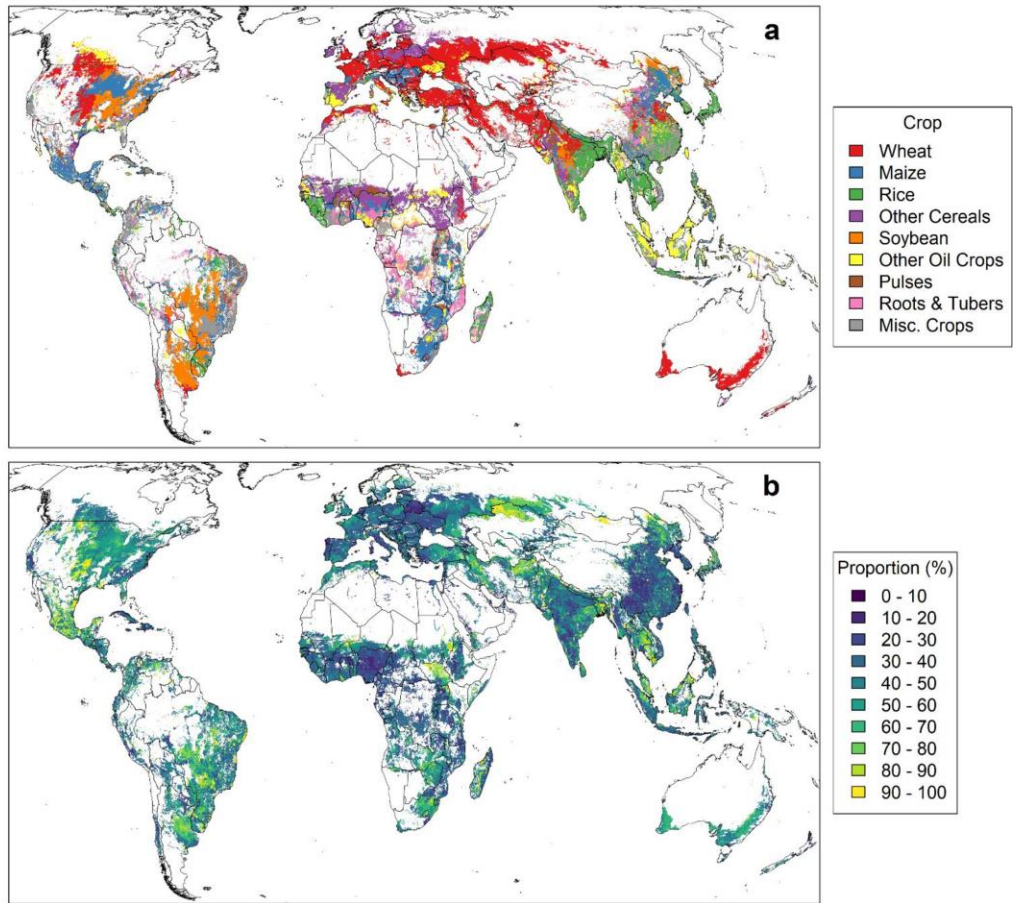 a
Crop
Wheat
Maize
Rice
Other Cereals
Soybean
Other Oil Crops
Pulses
Roots & Tubers
Misc. Crops
b
Proportion (%)
0 - 10
10 - 20
20 - 30
30 - 40
40 - 50
50 - 60
60 - 70
70 - 80
80 - 90
90 - 100